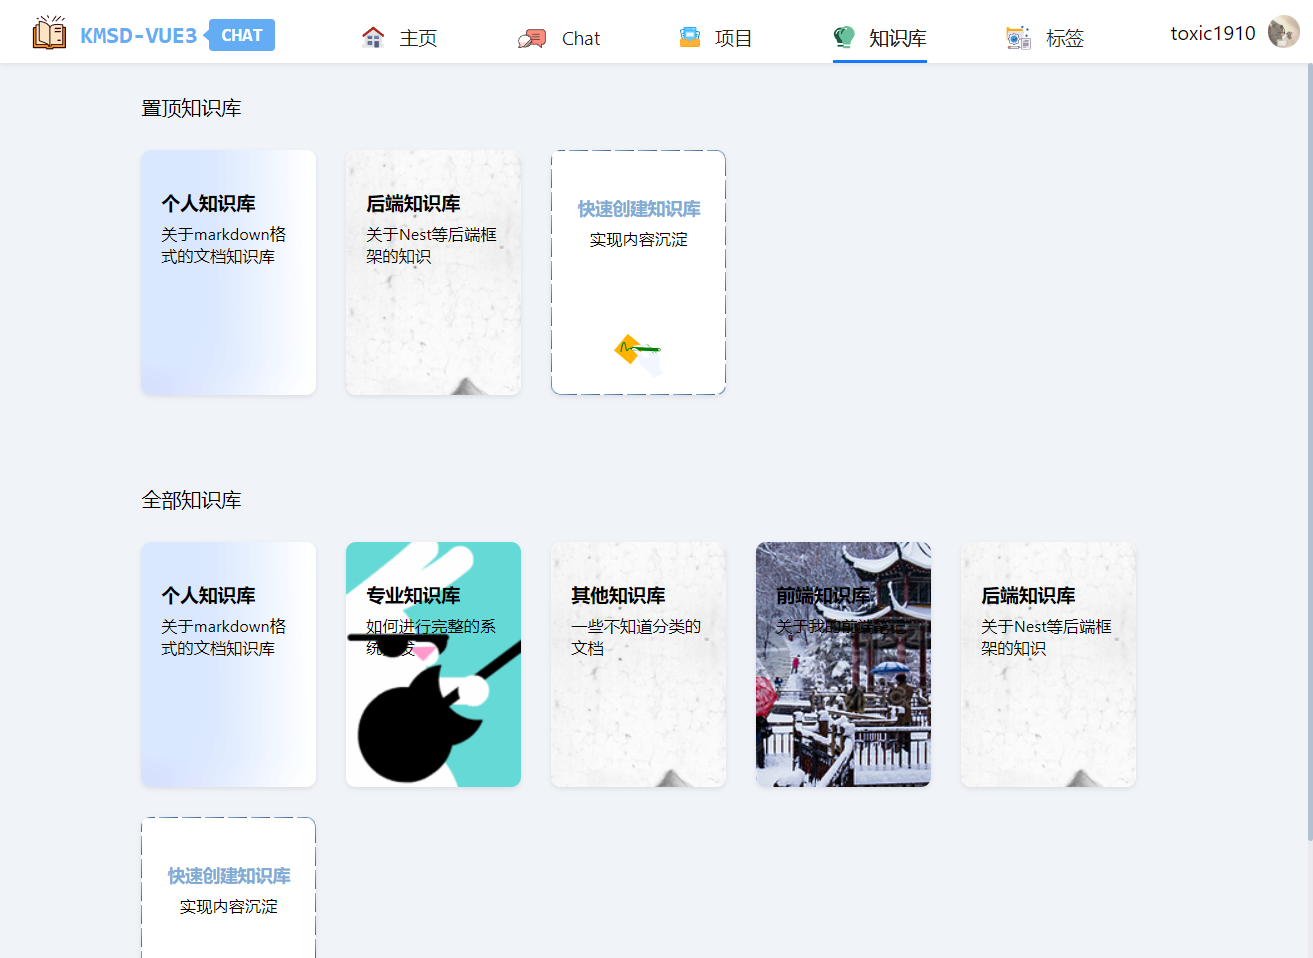 KMSD-VUE3 CHAT 主页 Chat 项目 知识库 标签 toxic1910
置顶知识库
个人知识库
关于markdown格
式的文档知识库
后端知识库
关于Nest等后端框
架的知识
快速创建知识库
实现内容沉淀
全部知识库
个人知识库
关于markdown格
式的文档知识库
专业知识库
如何进行完整的系
统开发
其他知识库
一些不知道分类的
文档
前端知识库
关于我的前端笔记
后端知识库
关于Nest等后端框
架的知识
快速创建知识库
实现内容沉淀